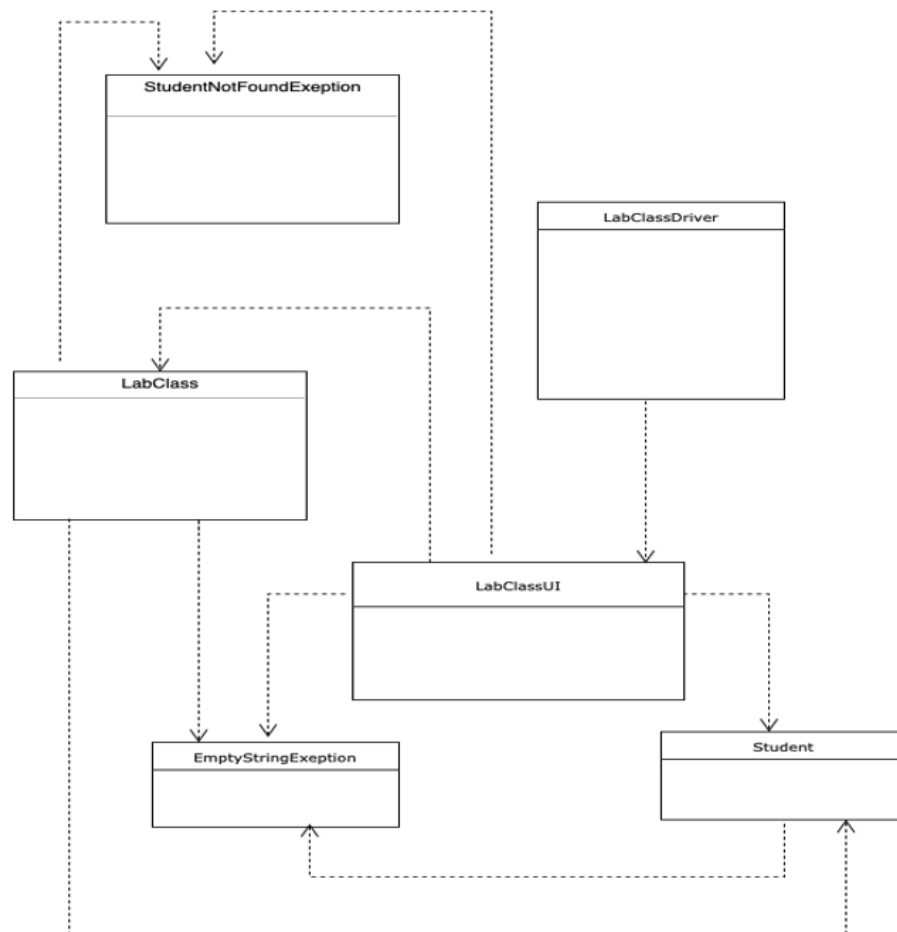 StudentNotFoundExeption
LabClassDriver
LabClass
LabClassUI
EmptyStringExeption
Student